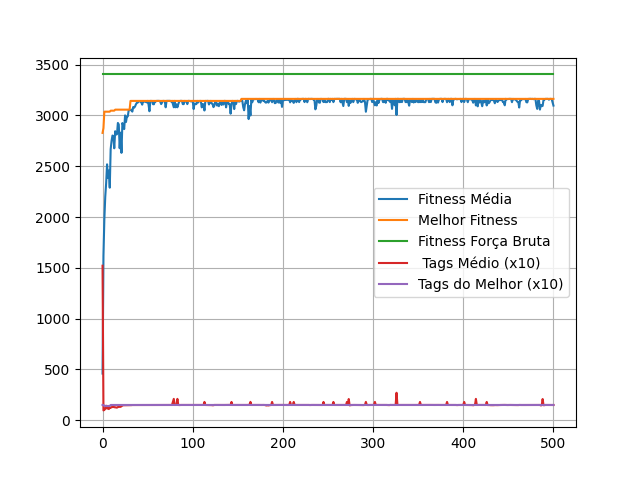 3500
3000
2500
2000
1500
1000
500
0
Fitness Média
Melhor Fitness
Fitness Força Bruta
Tags Médio (x10)
Tags do Melhor (x10)
0 100 200 300 400 500